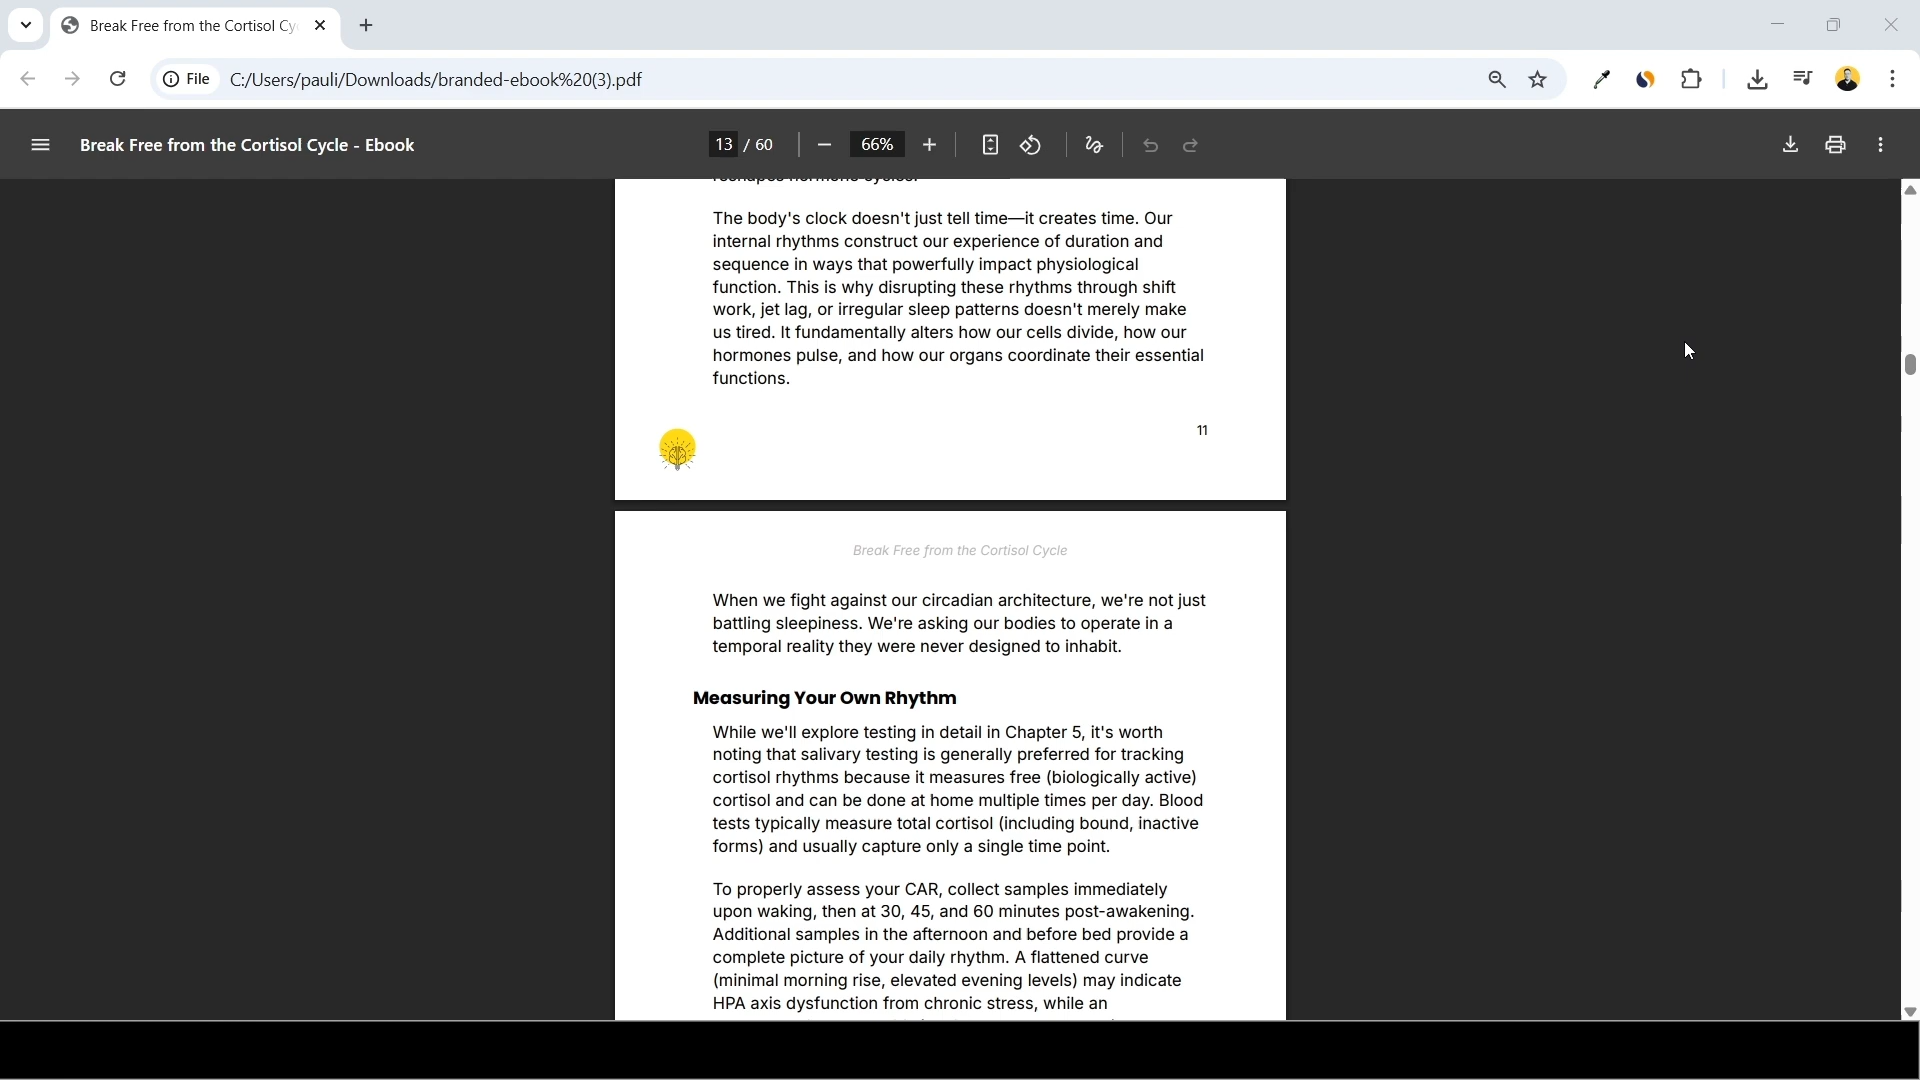 Break Free from the Cortisol Cy
File
C:/Users/pauli/Downloads/branded-ebook%20(3).pdf
Break Free from the Cortisol Cycle - Ebook
13 / 60
66%
reshapes hormone cycles.
The body's clock doesn't just tell time—it creates time. Our
internal rhythms construct our experience of duration and
sequence in ways that powerfully impact physiological
function. This is why disrupting these rhythms through shift
work, jet lag, or irregular sleep patterns doesn't merely make
us tired. It fundamentally alters how our cells divide, how our
hormones pulse, and how our organs coordinate their essential
functions.
11
Break Free from the Cortisol Cycle
When we fight against our circadian architecture, we're not just
battling sleepiness. We're asking our bodies to operate in a
temporal reality they were never designed to inhabit.
Measuring Your Own Rhythm
While we'll explore testing in detail in Chapter 5, it's worth
noting that salivary testing is generally preferred for tracking
cortisol rhythms because it measures free (biologically active)
cortisol and can be done at home multiple times per day. Blood
tests typically measure total cortisol (including bound, inactive
forms) and usually capture only a single time point.
To properly assess your CAR, collect samples immediately
upon waking, then at 30, 45, and 60 minutes post-awakening.
Additional samples in the afternoon and before bed provide a
complete picture of your daily rhythm. A flattened curve
(minimal morning rise, elevated evening levels) may indicate
HPA axis dysfunction from chronic stress, while an